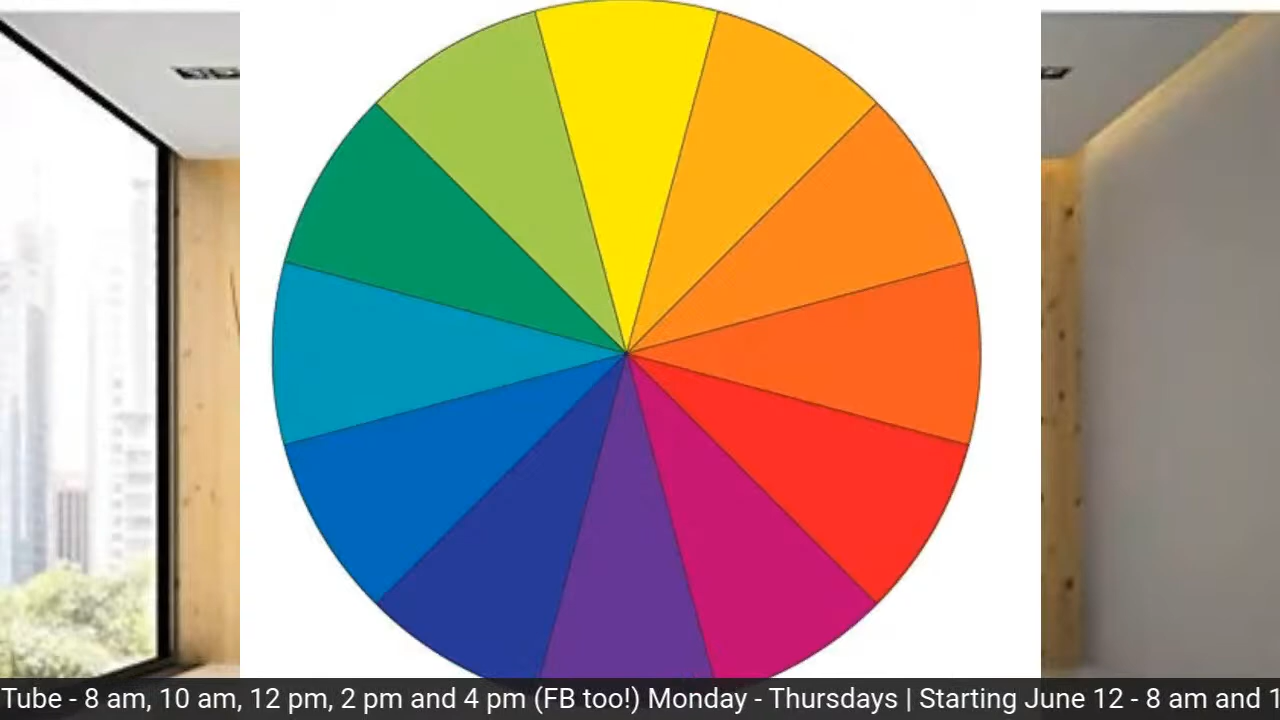 Tube - 8 am, 10 am, 12 pm, 2 pm and 4 pm (FB too!) Monday - Thursdays | Starting June 12 - 8 am and 1